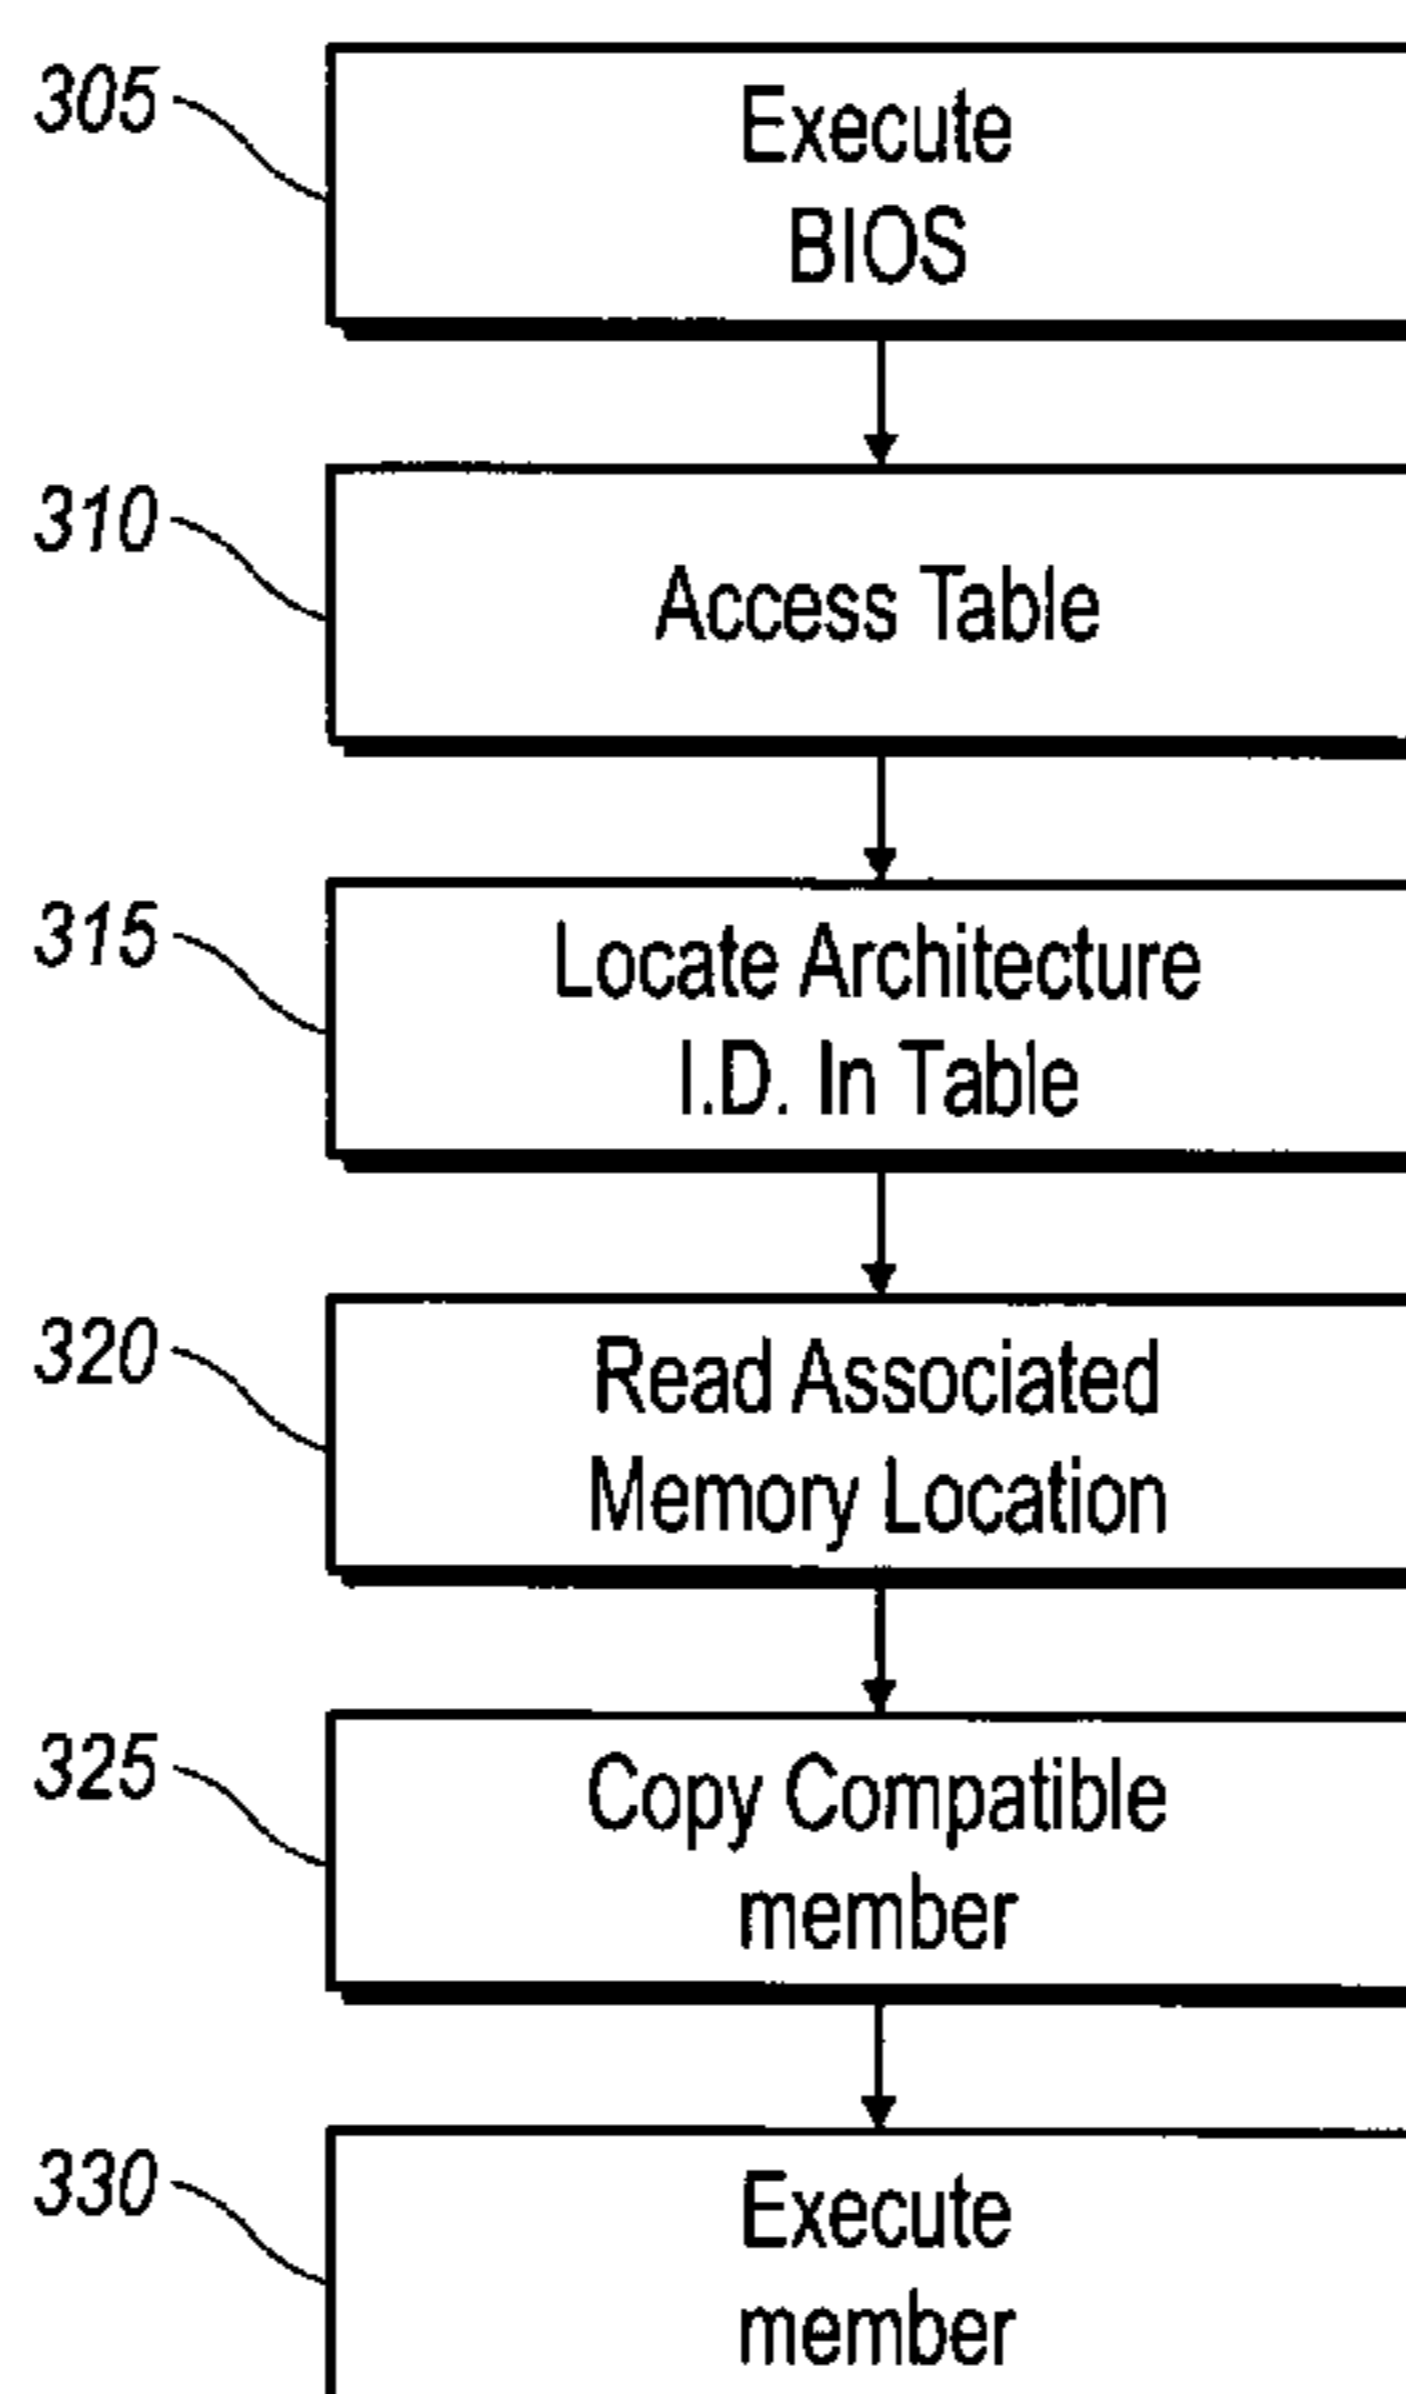 305
Execute
BIOS
310
Access Table
315
Locate Architecture
I.D. In Table
320
Read Associated
Memory Location
325
Copy Compatible
member
330
Execute
member